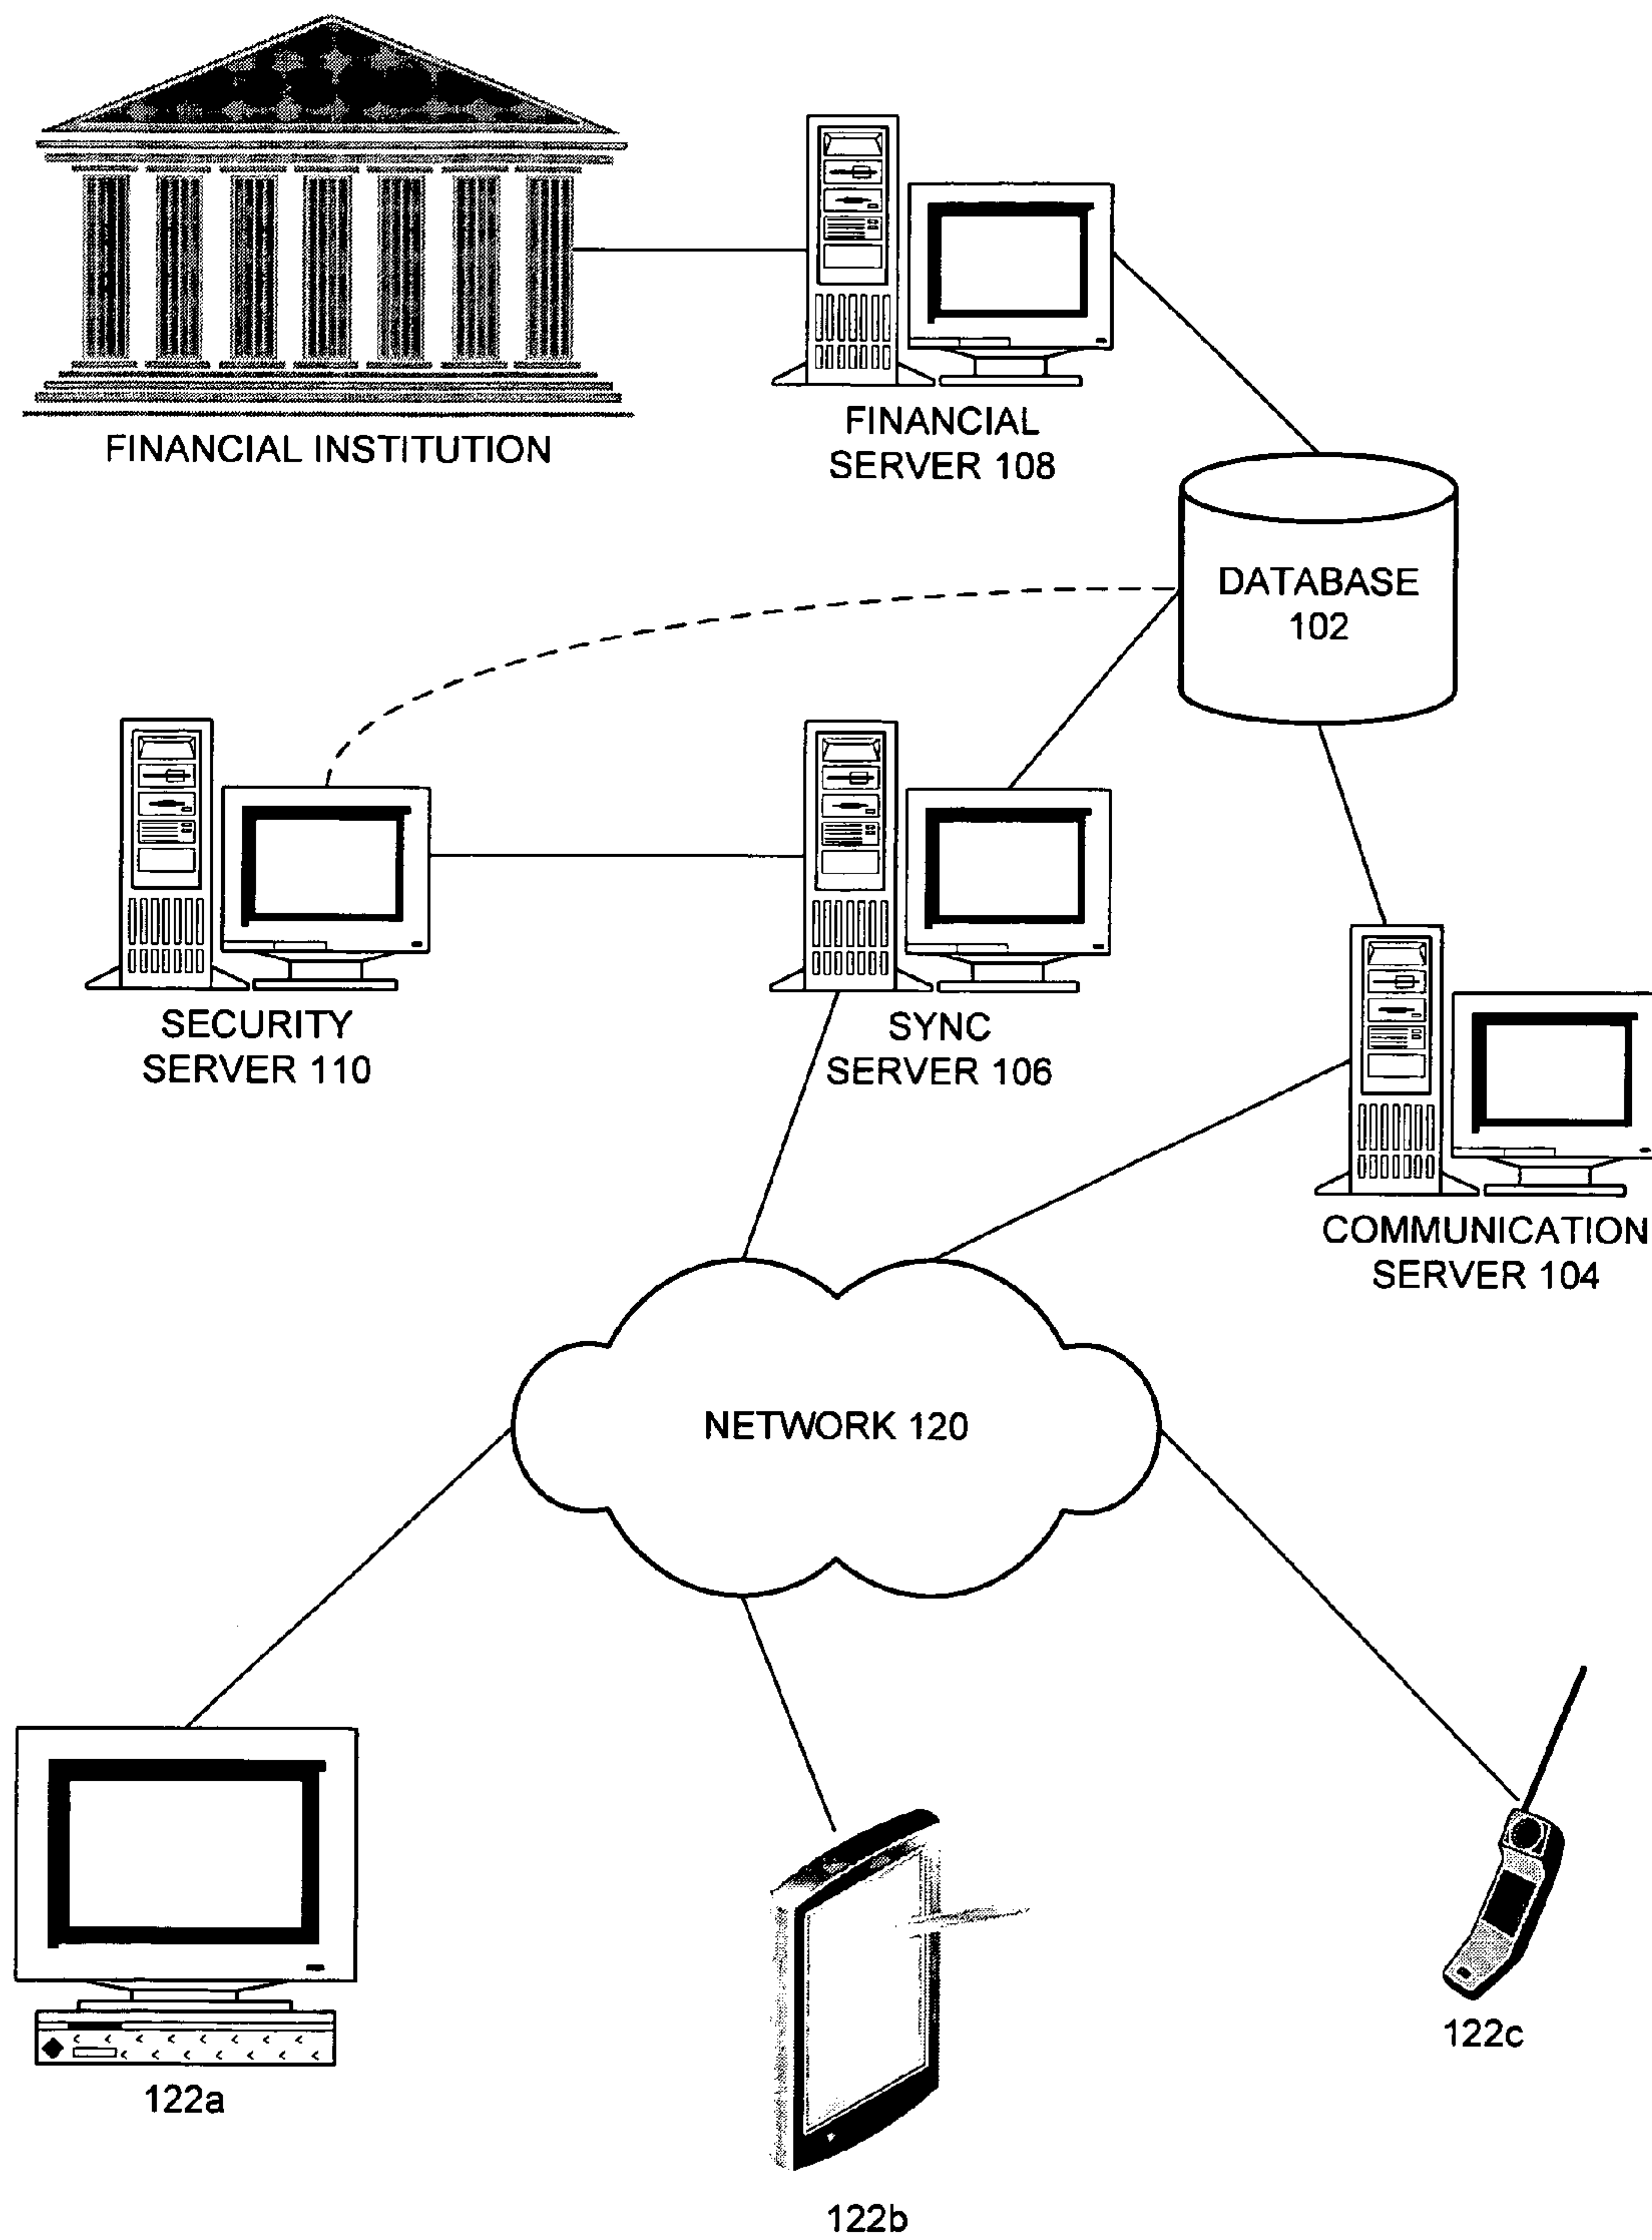 FINANCIAL INSTITUTION
FINANCIAL
SERVER 108
DATABASE
102
SECURITY
SERVER 110
SYNC
SERVER 106
COMMUNICATION
SERVER 104
NETWORK 120
122a
122b
122c